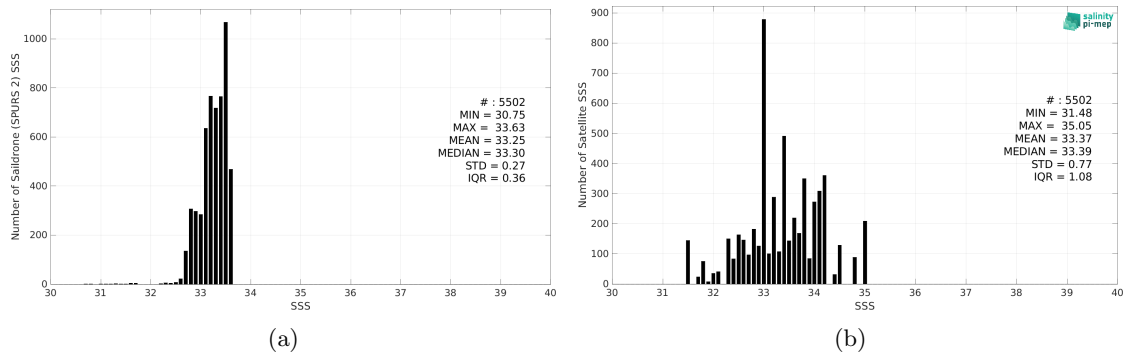 1000
800
600
400
200
0
30 31 32 33 34 35 36 37 38 39 40
SSS
Number of Saildrone (SPURS 2) SSS
# : 5502
MIN = 30.75
MAX = 33.63
MEAN = 33.25
MEDIAN = 33.30
STD = 0.27
IQR = 0.36
(a)
900
800
700
600
500
400
300
200
100
0
30 31 32 33 34 35 36 37 38 39 40
SSS
Number of Satellite SSS
salinity
pi-mep
# : 5502
MIN = 31.48
MAX = 35.05
MEAN = 33.37
MEDIAN = 33.39
STD = 0.77
IQR = 1.08
(b)